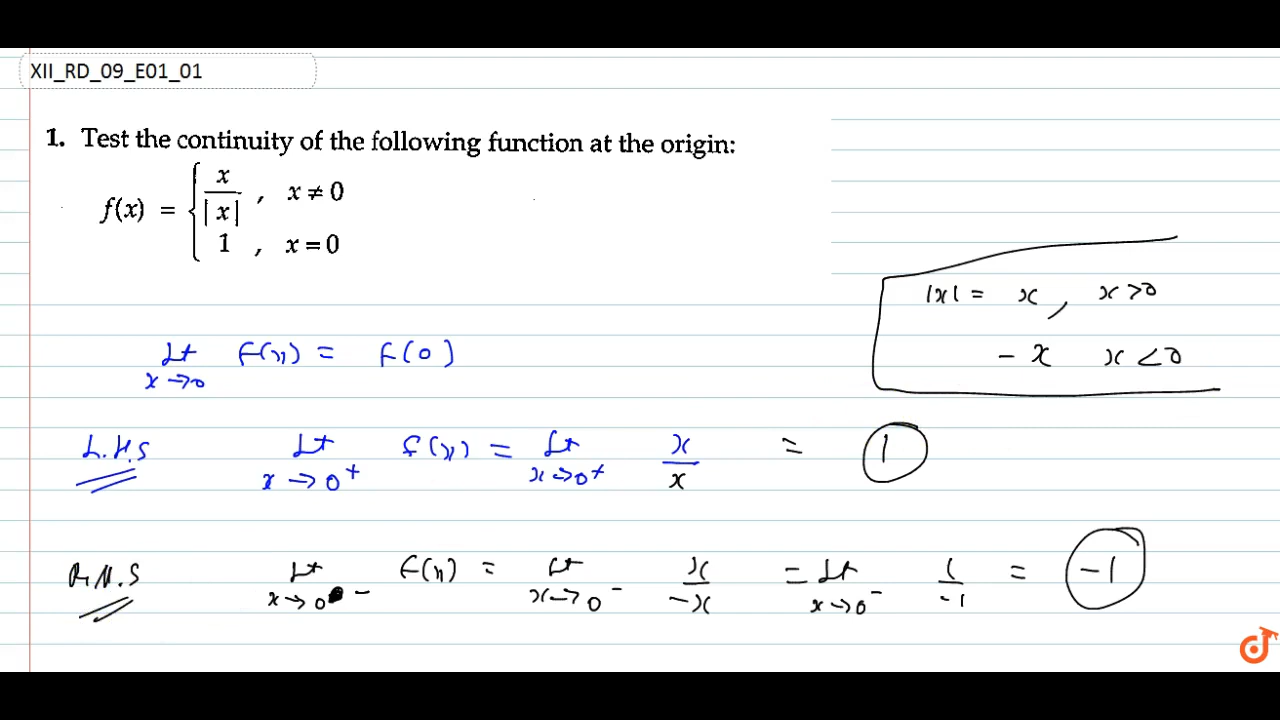 XII_RD_09_E01_01
1. Test the continuity of the following function at the origin:
f(x) = { x/|x| , x ≠ 0
1 , x = 0
|x| = x , x > 0
- x x < 0
Lt x→0 f(x) = f(0)
L.H.S Lt x→0+ f(x) = Lt x→0+ x/x = 1
R.H.S Lt x→0- f(x) = Lt x→0- x/-x = Lt x→0- 1/-1 = -1